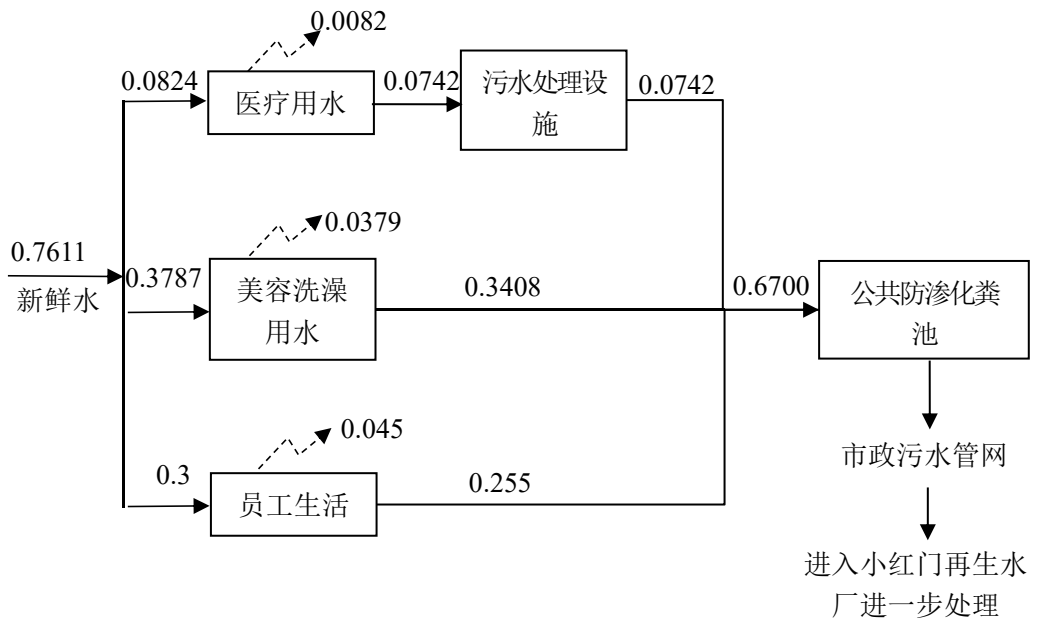 0.0082
0.0824
医疗用水
0.0742
污水处理设
施
0.0742
0.0379
0.7611
新鲜水
0.3787
美容洗澡
用水
0.3408
0.6700
公共防渗化粪
池
0.045
0.3
员工生活
0.255
市政污水管网
进入小红门再生水
厂进一步处理